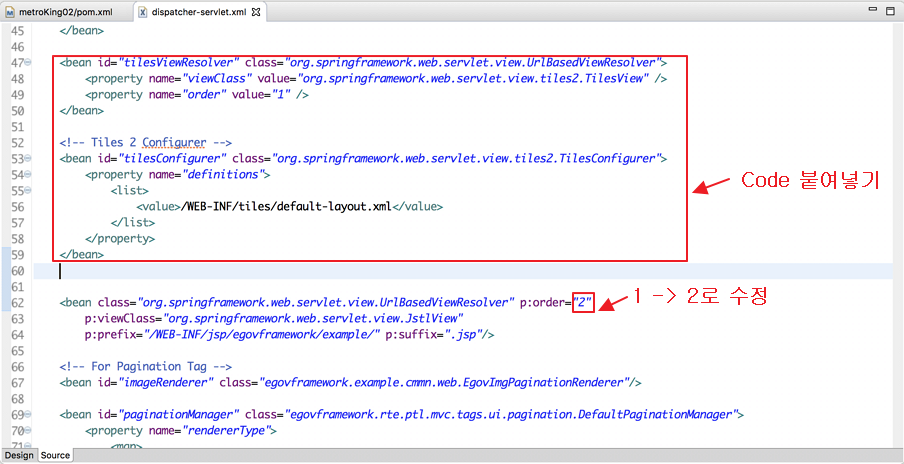 metroKing02/pom.xml
dispatcher-servlet.xml
45 </bean>
46
47 <bean id="tilesViewResolver" class="org.springframework.web.servlet.view.UrlBasedViewResolver">
48 <property name="viewClass" value="org.springframework.web.servlet.view.tiles2.TilesView" />
49 <property name="order" value="1" />
50 </bean>
51
52 <!-- Tiles 2 Configurer -->
53 <bean id="tilesConfigurer" class="org.springframework.web.servlet.view.tiles2.TilesConfigurer">
54 <property name="definitions">
55 <list>
56 <value>/WEB-INF/tiles/default-layout.xml</value>
57 </list>
58 </property>
59 </bean>
Code 붙여넣기
60
61
62 <bean class="org.springframework.web.servlet.view.UrlBasedViewResolver" p:order="2"
1 -> 2로 수정
63 p:viewClass="org.springframework.web.servlet.view.JstlView"
64 p:prefix="/WEB-INF/jsp/egovframework/example/" p:suffix=".jsp"/>
65
66 <!-- For Pagination Tag -->
67 <bean id="imageRenderer" class="egovframework.example.cmmn.web.EgovImgPaginationRenderer"/>
68
69 <bean id="paginationManager" class="egovframework.rte.ptl.mvc.tags.ui.pagination.DefaultPaginationManager">
70 <property name="rendererType">
71 <map>
Design
Source